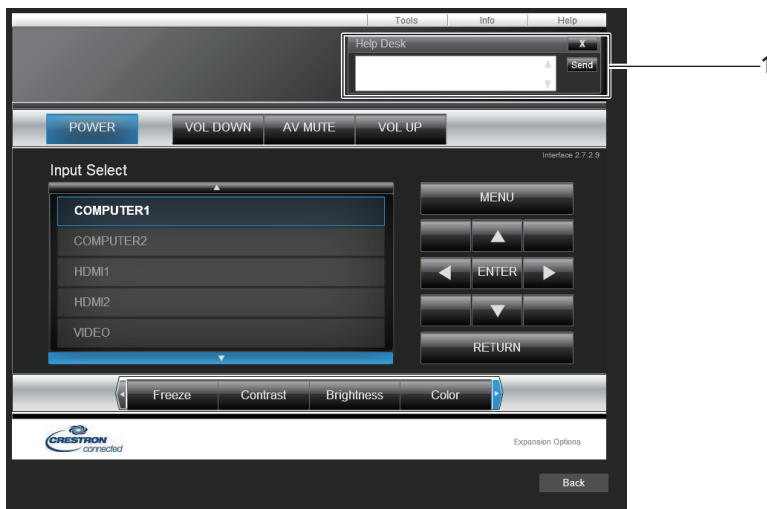 Tools Info Help
Help Desk X
Send
1
POWER VOL DOWN AV MUTE VOL UP
Interface 2.7.2.9
Input Select
MENU
COMPUTER1
COMPUTER2
HDMI1
ENTER
HDMI2
VIDEO
RETURN
Freeze Contrast Brightness Color
CRESTRON
connected
Expansion Options
Back